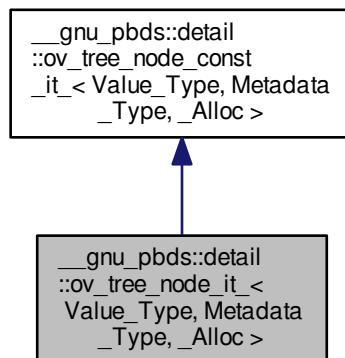 __gnu_pbds::detail
::ov_tree_node_const
_it_< Value_Type, Metadata
_Type, _Alloc >
__gnu_pbds::detail
::ov_tree_node_it_<
Value_Type, Metadata
_Type, _Alloc >